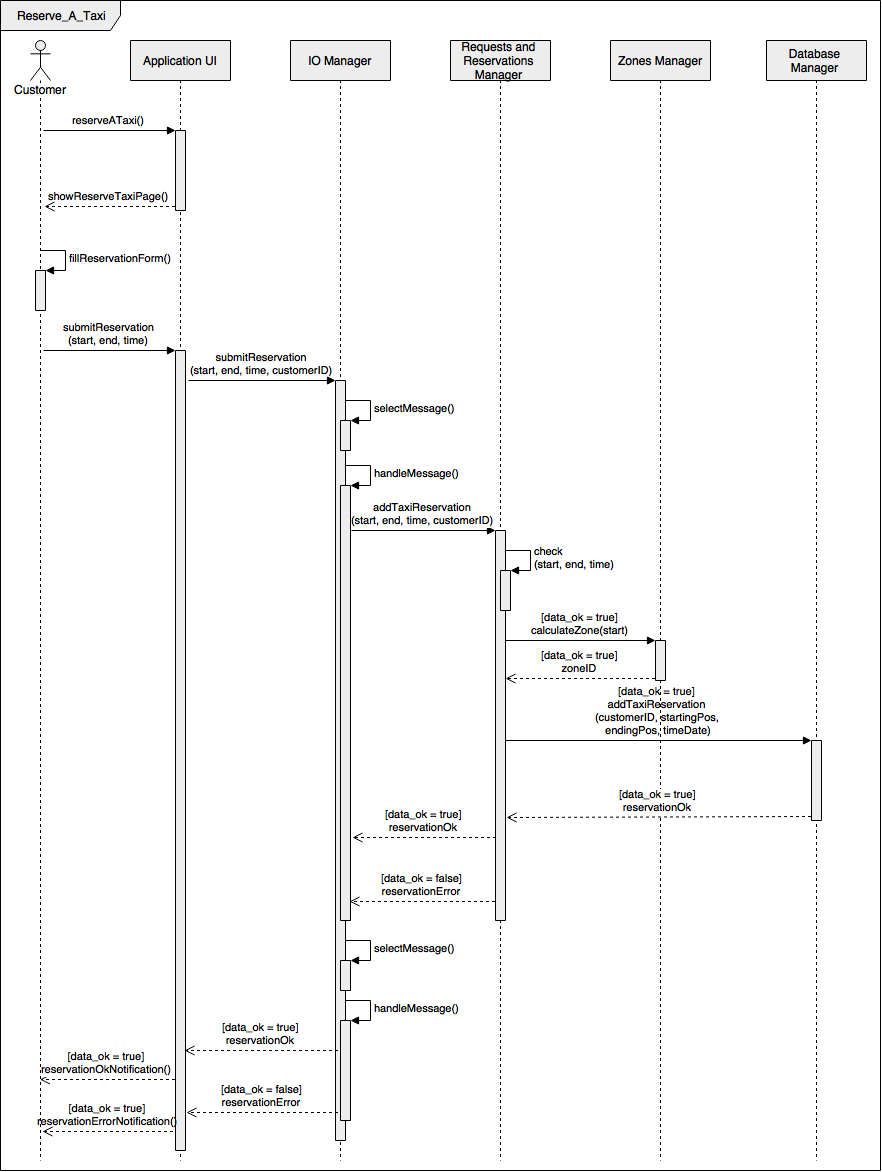 Reserve_A_Taxi
Customer
Application UI
IO Manager
Requests and
Reservations
Manager
Zones Manager
Database
Manager
reserveATaxi()
showReserveTaxiPage()
fillReservationForm()
submitReservation
(start, end, time)
submitReservation
(start, end, time, customerID)
selectMessage()
handleMessage()
addTaxiReservation
(start, end, time, customerID)
check
(start, end, time)
[data_ok = true]
calculateZone(start)
[data_ok = true]
zoneID
[data_ok = true]
addTaxiReservation
(customerID, startingPos,
endingPos, timeDate)
[data_ok = true]
reservationOk
[data_ok = true]
reservationOk
[data_ok = false]
reservationError
selectMessage()
handleMessage()
[data_ok = true]
reservationOk
[data_ok = true]
reservationOkNotification()
[data_ok = false]
reservationError
[data_ok = true]
reservationErrorNotification()